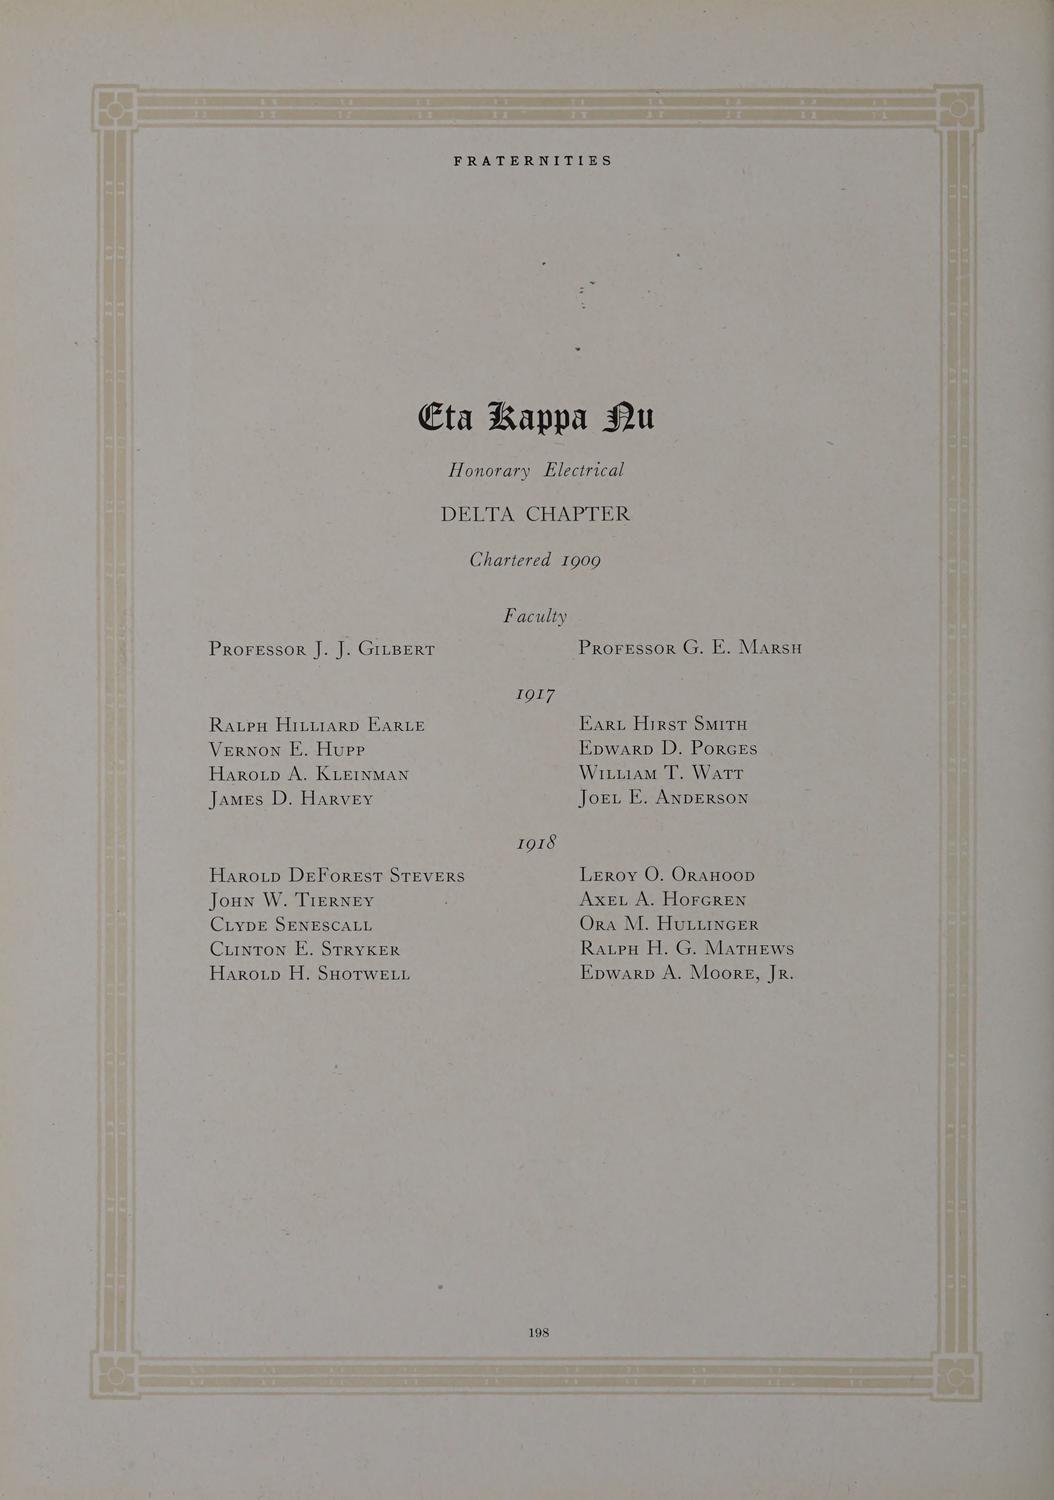 FRATERNITIES
Eta Kappa Nu
Honorary Electrical
DELTA CHAPTER
Chartered 1909
Faculty
Professor J. J. Gilbert Professor G. E. Marsh
1917
Ralph Hilliard Earle Earl Hirst Smith
Vernon E. Hupp Edward D. Porges
Harold A. Kleinman William T. Watt
James D. Harvey Joel E. Anderson
1918
Harold DeForest Stevers Leroy O. Orahood
John W. Tierney Axel A. Hofgren
Clyde Senescall Ora M. Hullinger
Clinton E. Stryker Ralph H. G. Mathews
Harold H. Shotwell Edward A. Moore, Jr.
198